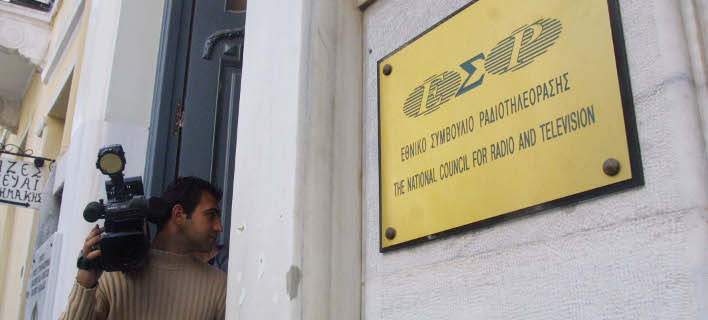 ΕΣΡ
ΕΘΝΙΚΟ ΣΥΜΒΟΥΛΙΟ ΡΑΔΙΟΤΗΛΕΟΡΑΣΗΣ
THE NATIONAL COUNCIL FOR RADIO AND TELEVISION